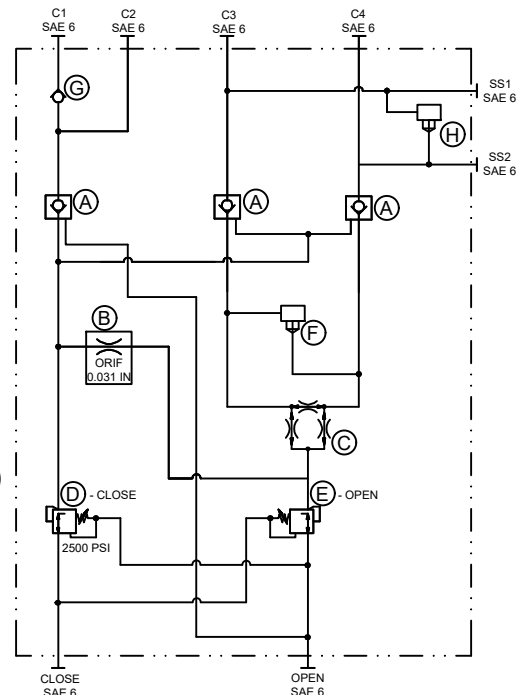 C1
SAE 6
C2
SAE 6
C3
SAE 6
C4
SAE 6
SS1
SAE 6
G
H
SS2
SAE 6
A
A
A
B
ORIF
0.031 IN
F
C
D - CLOSE
E - OPEN
2500 PSI
CLOSE
SAE 6
OPEN
SAE 6